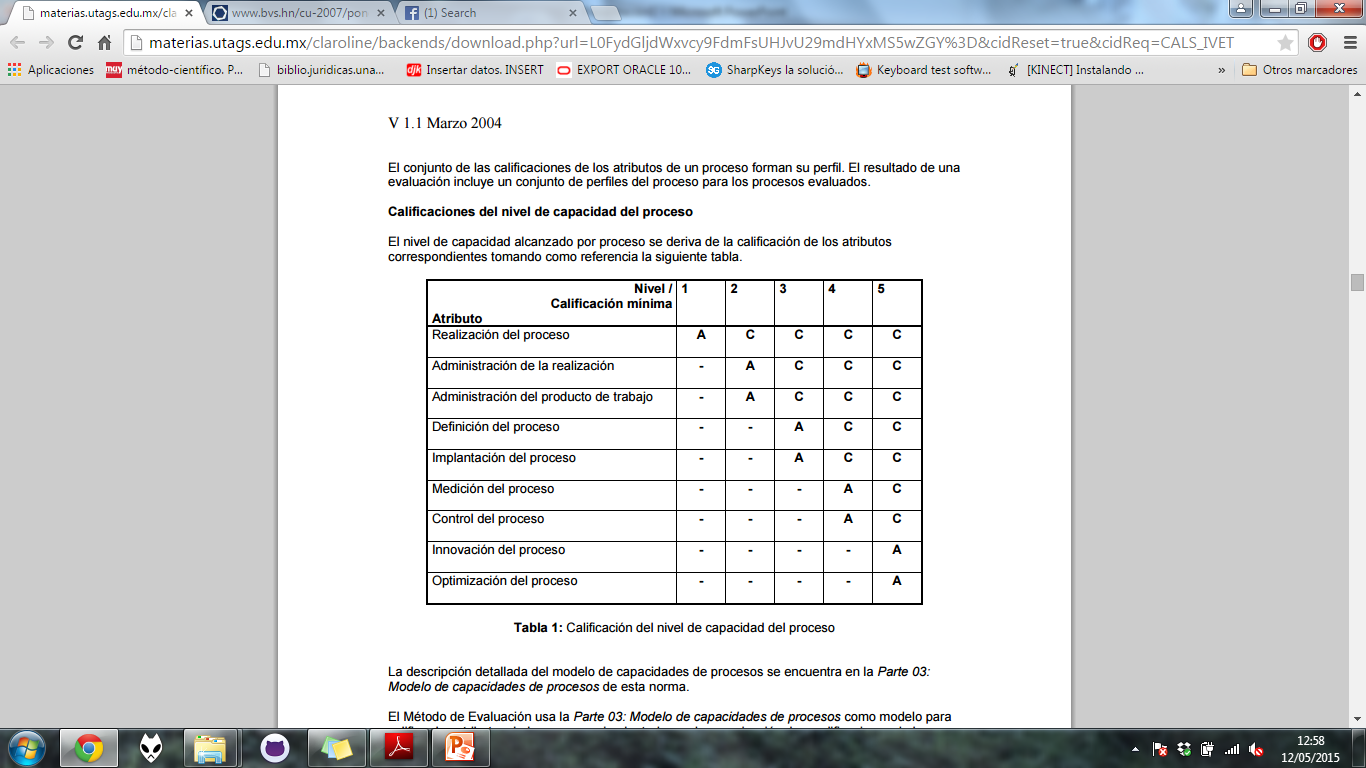 materias.utags.edu.mx/cla
www.bvs.hn/cu-2007/pon
(1) Search
materias.utags.edu.mx/claroline/backends/download.php?url=L0FydGljdWxvcy9FdmFsUHJvU29mdHYxMS5wZGY%3D&cidReset=true&cidReq=CALS_IVET
Aplicaciones
muy
método-científico. P...
biblio.juridicas.una...
djk
Insertar datos. INSERT
EXPORT ORACLE 10...
SG
SharpKeys la solució...
Keyboard test softw...
[KINECT] Instalando ...
»
Otros marcadores
V 1.1 Marzo 2004
El conjunto de las calificaciones de los atributos de un proceso forman su perfil. El resultado de una
evaluación incluye un conjunto de perfiles del proceso para los procesos evaluados.
Calificaciones del nivel de capacidad del proceso
El nivel de capacidad alcanzado por proceso se deriva de la calificación de los atributos
correspondientes tomando como referencia la siguiente tabla.
Nivel / 1 2 3 4 5
Calificación mínima
Atributo
Realización del proceso A C C C C
Administración de la realización - A C C C
Administración del producto de trabajo - A C C C
Definición del proceso - - A C C
Implantación del proceso - - A C C
Medición del proceso - - - A C
Control del proceso - - - A C
Innovación del proceso - - - - A
Optimización del proceso - - - - A
Tabla 1: Calificación del nivel de capacidad del proceso
La descripción detallada del modelo de capacidades de procesos se encuentra en la Parte 03:
Modelo de capacidades de procesos de esta norma.
El Método de Evaluación usa la Parte 03: Modelo de capacidades de procesos como modelo para
12:58
12/05/2015